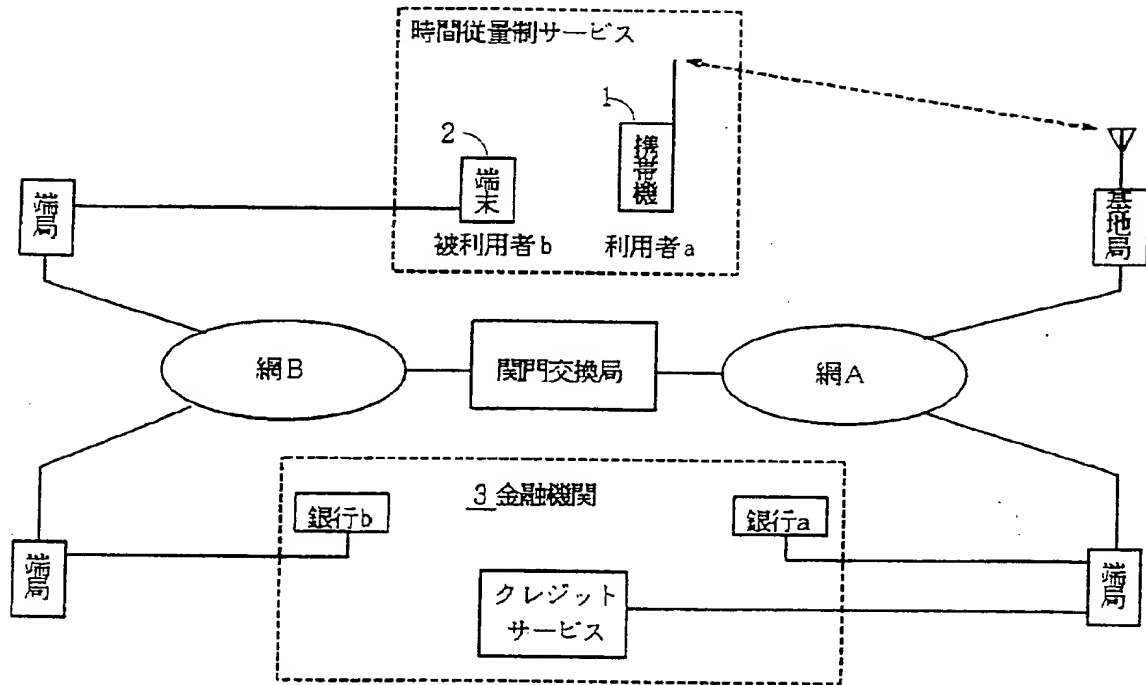 時間従量制サービス
1
携帯機
2
端末
端局
基地局
被利用者b
利用者a
網B
関門交換局
網A
3 金融機関
銀行b
銀行a
端局
端局
クレジット
サービス